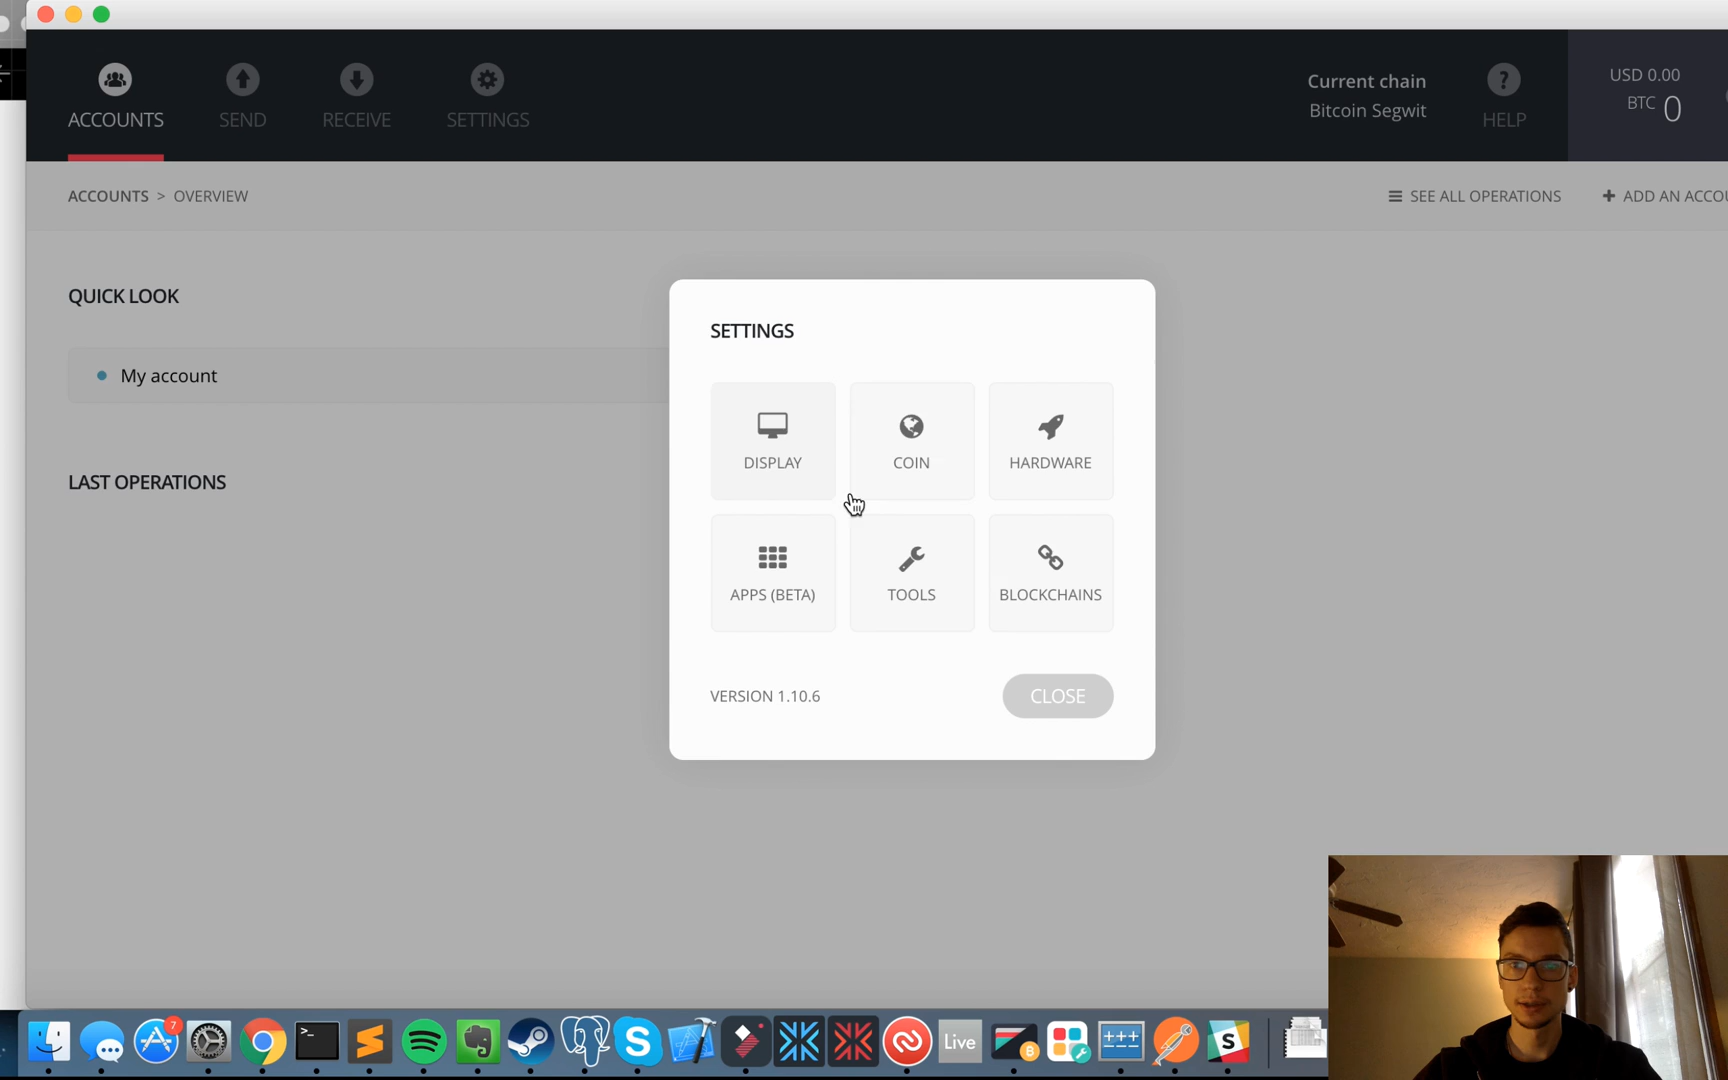 ACCOUNTS
SEND
RECEIVE
SETTINGS
Current chain
Bitcoin Segwit
?
HELP
USD 0.00
BTC 0
ACCOUNTS > OVERVIEW
SEE ALL OPERATIONS
+ ADD AN ACCOU
QUICK LOOK
My account
LAST OPERATIONS
SETTINGS
DISPLAY
COIN
HARDWARE
APPS (BETA)
TOOLS
BLOCKCHAINS
VERSION 1.10.6
CLOSE
7
Live